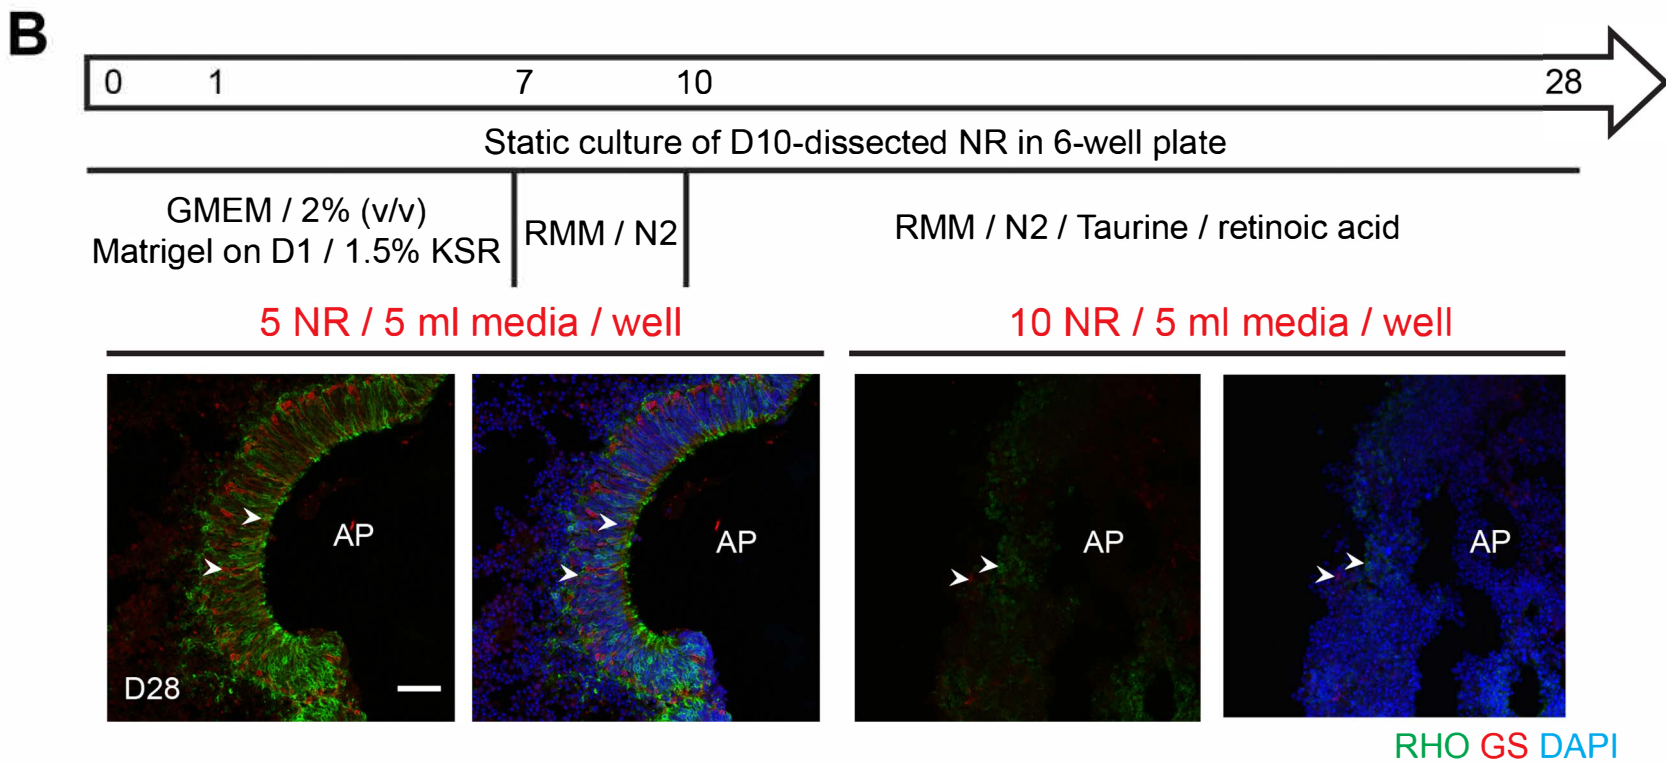 B
0 1 7 10 28
Static culture of D10-dissected NR in 6-well plate
GMEM / 2% (v/v)
Matrigel on D1 / 1.5% KSR
RMM / N2
RMM / N2 / Taurine / retinoic acid
5 NR / 5 ml media / well
10 NR / 5 ml media / well
AP
D28
AP
AP
AP
RHO GS DAPI